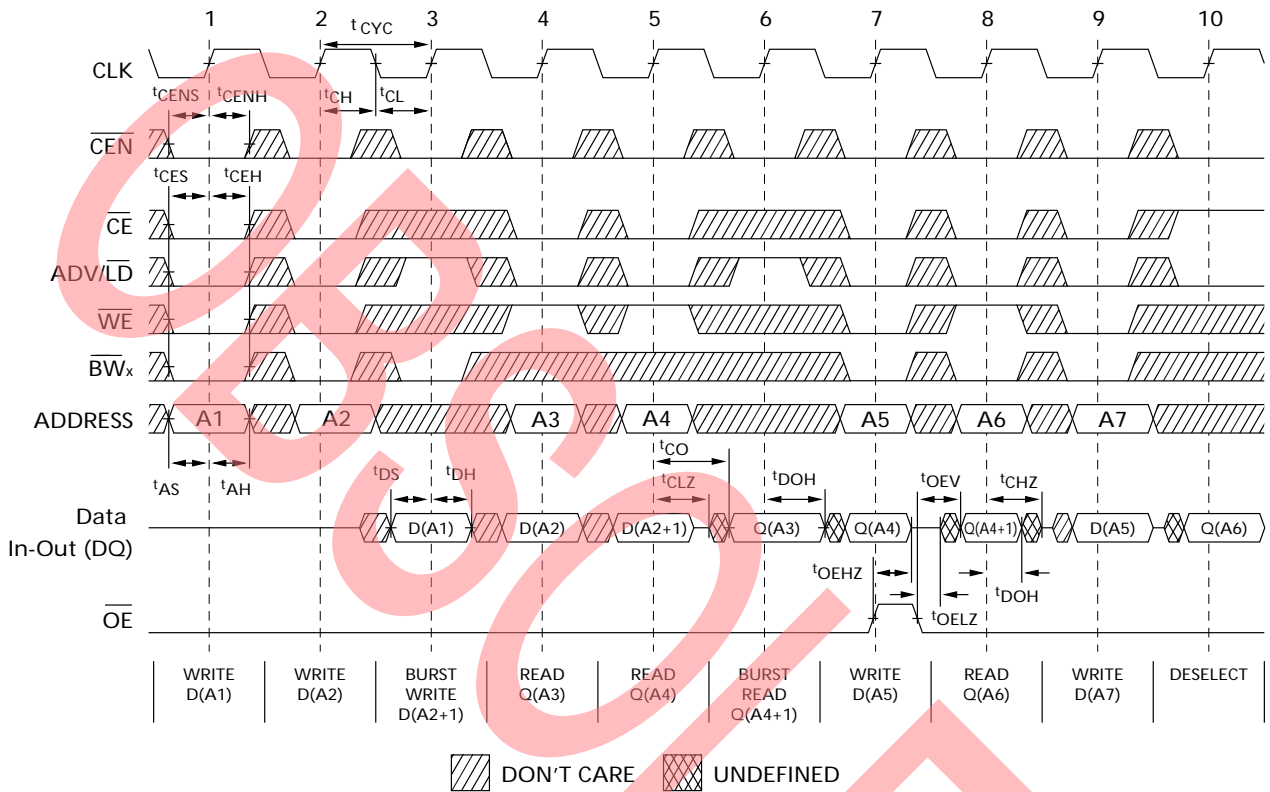 1 2 3 4 5 6 7 8 9 10
tCYC
CLK
tCENS tCENH tCH tCL
CEN
tCES tCEH
CE
ADV/LD
WE
BWx
ADDRESS A1 A2 A3 A4 A5 A6 A7
tCO
tAS tAH tDS tDH tCLZ tDOH tOEV tCHZ
Data
In-Out (DQ)
D(A1) D(A2) D(A2+1) Q(A3) Q(A4) Q(A4+1) D(A5) Q(A6)
tOEHZ tDOH
tOELZ
OE
WRITE
D(A1)
WRITE
D(A2)
BURST
WRITE
D(A2+1)
READ
Q(A3)
READ
Q(A4)
BURST
READ
Q(A4+1)
WRITE
D(A5)
READ
Q(A6)
WRITE
D(A7)
DESELECT
DON'T CARE UNDEFINED
OBSOL